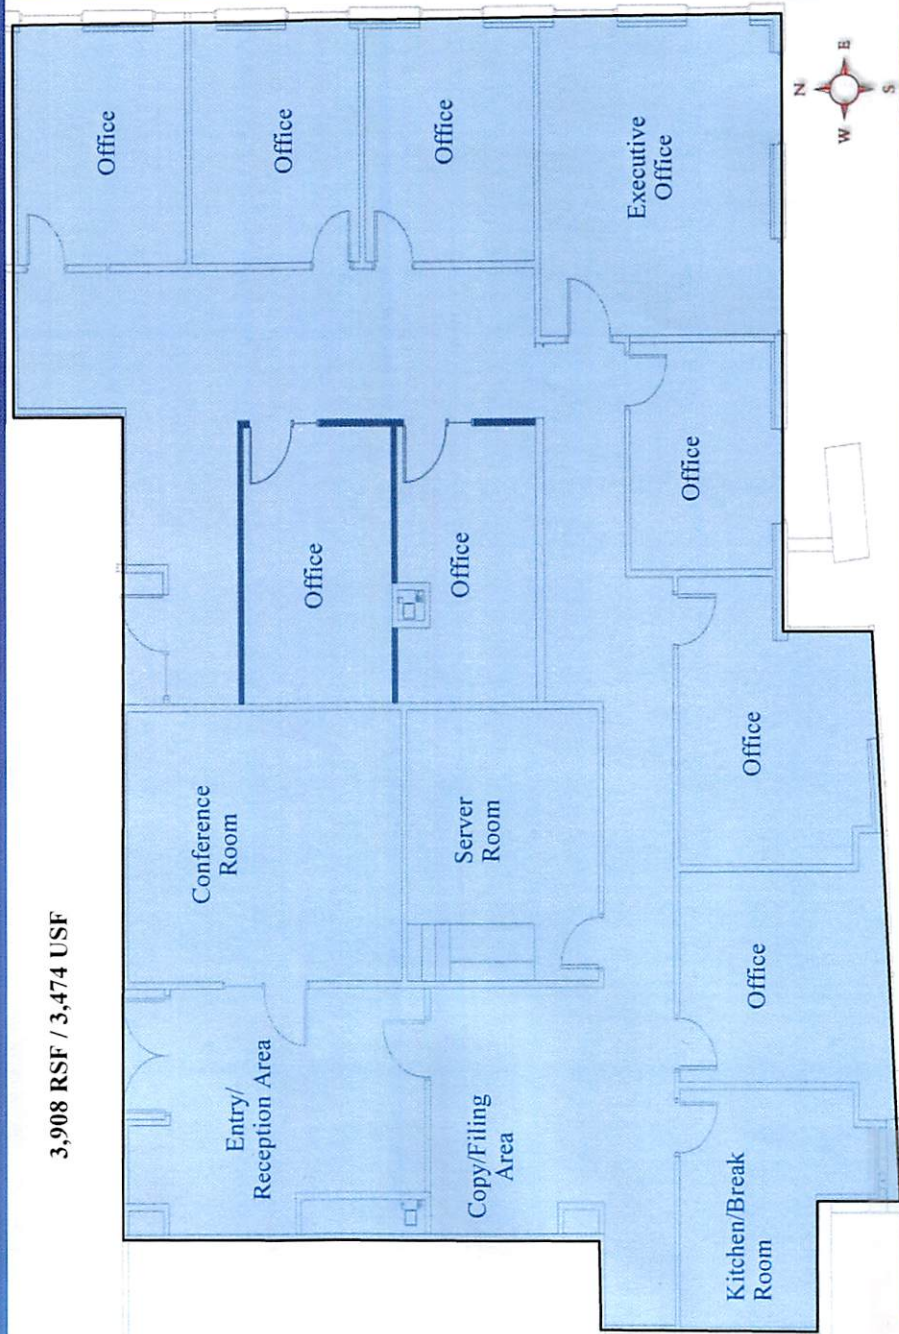 3,908 RSF / 3,474 USF
Office
Entry/
Reception Area
Conference
Room
Office
Office
Copy/Filing
Area
Server
Room
Office
Office
Kitchen/Break
Room
Office
Office
Office
Executive
Office
N
W
E
S